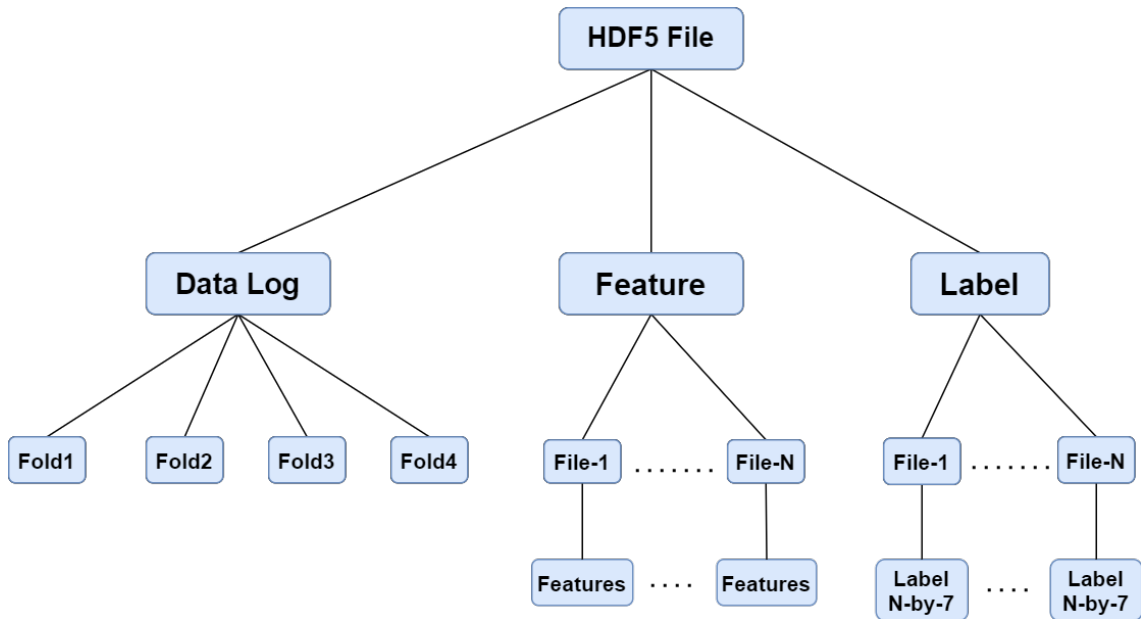 HDF5 File
Data Log
Feature
Label
Fold1
Fold2
Fold3
Fold4
File-1 ....... File-N
File-1 ....... File-N
Features .... Features
Label
N-by-7
....
Label
N-by-7